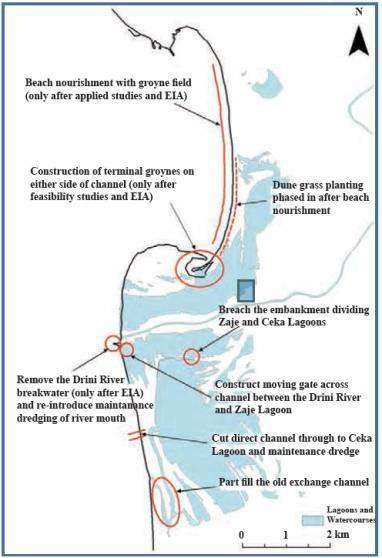 N
Beach nourishment with groyne field
(only after applied studies and EIA)
Construction of terminal groynes on
either side of channel (only after
feasibility studies and EIA)
Dune grass planting
phased in after beach
nourishment
Breach the embankment dividing
Zaje and Ceka Lagoons
Remove the Drini River
breakwater (only after EIA)
and re-introduce maintanance
dredging of river mouth
Construct moving gate across
channel between the Drini River
and Zaje Lagoon
Cut direct channel through to Ceka
Lagoon and maintenance dredge
Part fill the old exchange channel
Lagoons and
Watercourses
0 1 2 km